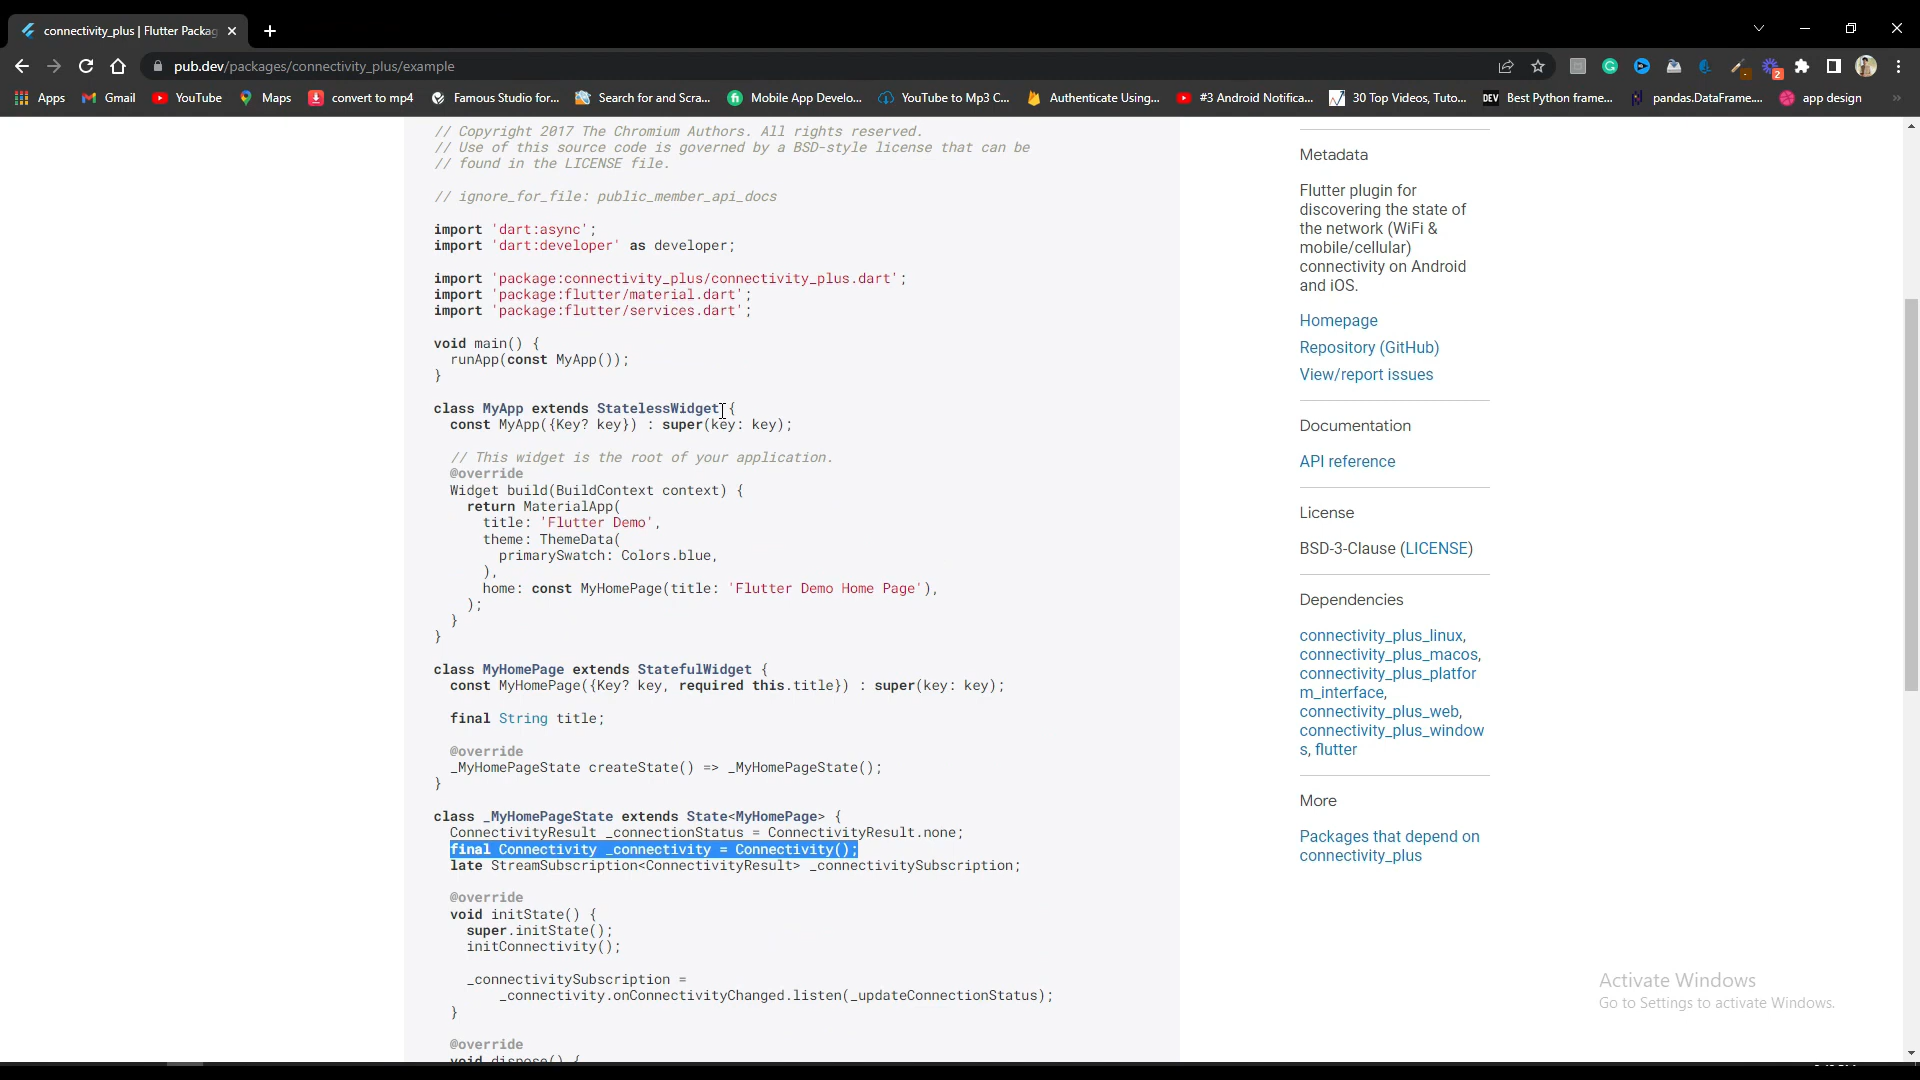 connectivity_plus | Flutter Packag
pub.dev/packages/connectivity_plus/example
2
Apps
Gmail
YouTube
Maps
convert to mp4
Famous Studio for...
Search for and Scra...
Mobile App Develo...
YouTube to Mp3 C...
Authenticate Using...
#3 Android Notifica...
30 Top Videos, Tuto...
DEV Best Python frame...
pandas.DataFrame....
app design
»
// Copyright 2017 The Chromium Authors. All rights reserved.
// Use of this source code is governed by a BSD-style license that can be
// found in the LICENSE file.
// ignore_for_file: public_member_api_docs
import 'dart:async';
import 'dart:developer' as developer;
import 'package:connectivity_plus/connectivity_plus.dart';
import 'package:flutter/material.dart';
import 'package:flutter/services.dart';
void main() {
runApp(const MyApp());
}
class MyApp extends StatelessWidget {
const MyApp({Key? key}) : super(key: key);
// This widget is the root of your application.
@override
Widget build(BuildContext context) {
return MaterialApp(
title: 'Flutter Demo',
theme: ThemeData(
primarySwatch: Colors.blue,
),
home: const MyHomePage(title: 'Flutter Demo Home Page'),
);
}
}
class MyHomePage extends StatefulWidget {
const MyHomePage({Key? key, required this.title}) : super(key: key);
final String title;
@override
_MyHomePageState createState() => _MyHomePageState();
}
class _MyHomePageState extends State<MyHomePage> {
ConnectivityResult _connectionStatus = ConnectivityResult.none;
final Connectivity _connectivity = Connectivity();
late StreamSubscription<ConnectivityResult> _connectivitySubscription;
@override
void initState() {
super.initState();
initConnectivity();
_connectivitySubscription =
_connectivity.onConnectivityChanged.listen(_updateConnectionStatus);
}
@override
void dispose() {
Metadata
Flutter plugin for
discovering the state of
the network (WiFi &
mobile/cellular)
connectivity on Android
and iOS.
Homepage
Repository (GitHub)
View/report issues
Documentation
API reference
License
BSD-3-Clause (LICENSE)
Dependencies
connectivity_plus_linux,
connectivity_plus_macos,
connectivity_plus_platfor
m_interface,
connectivity_plus_web,
connectivity_plus_window
s, flutter
More
Packages that depend on
connectivity_plus
Activate Windows
Go to Settings to activate Windows.